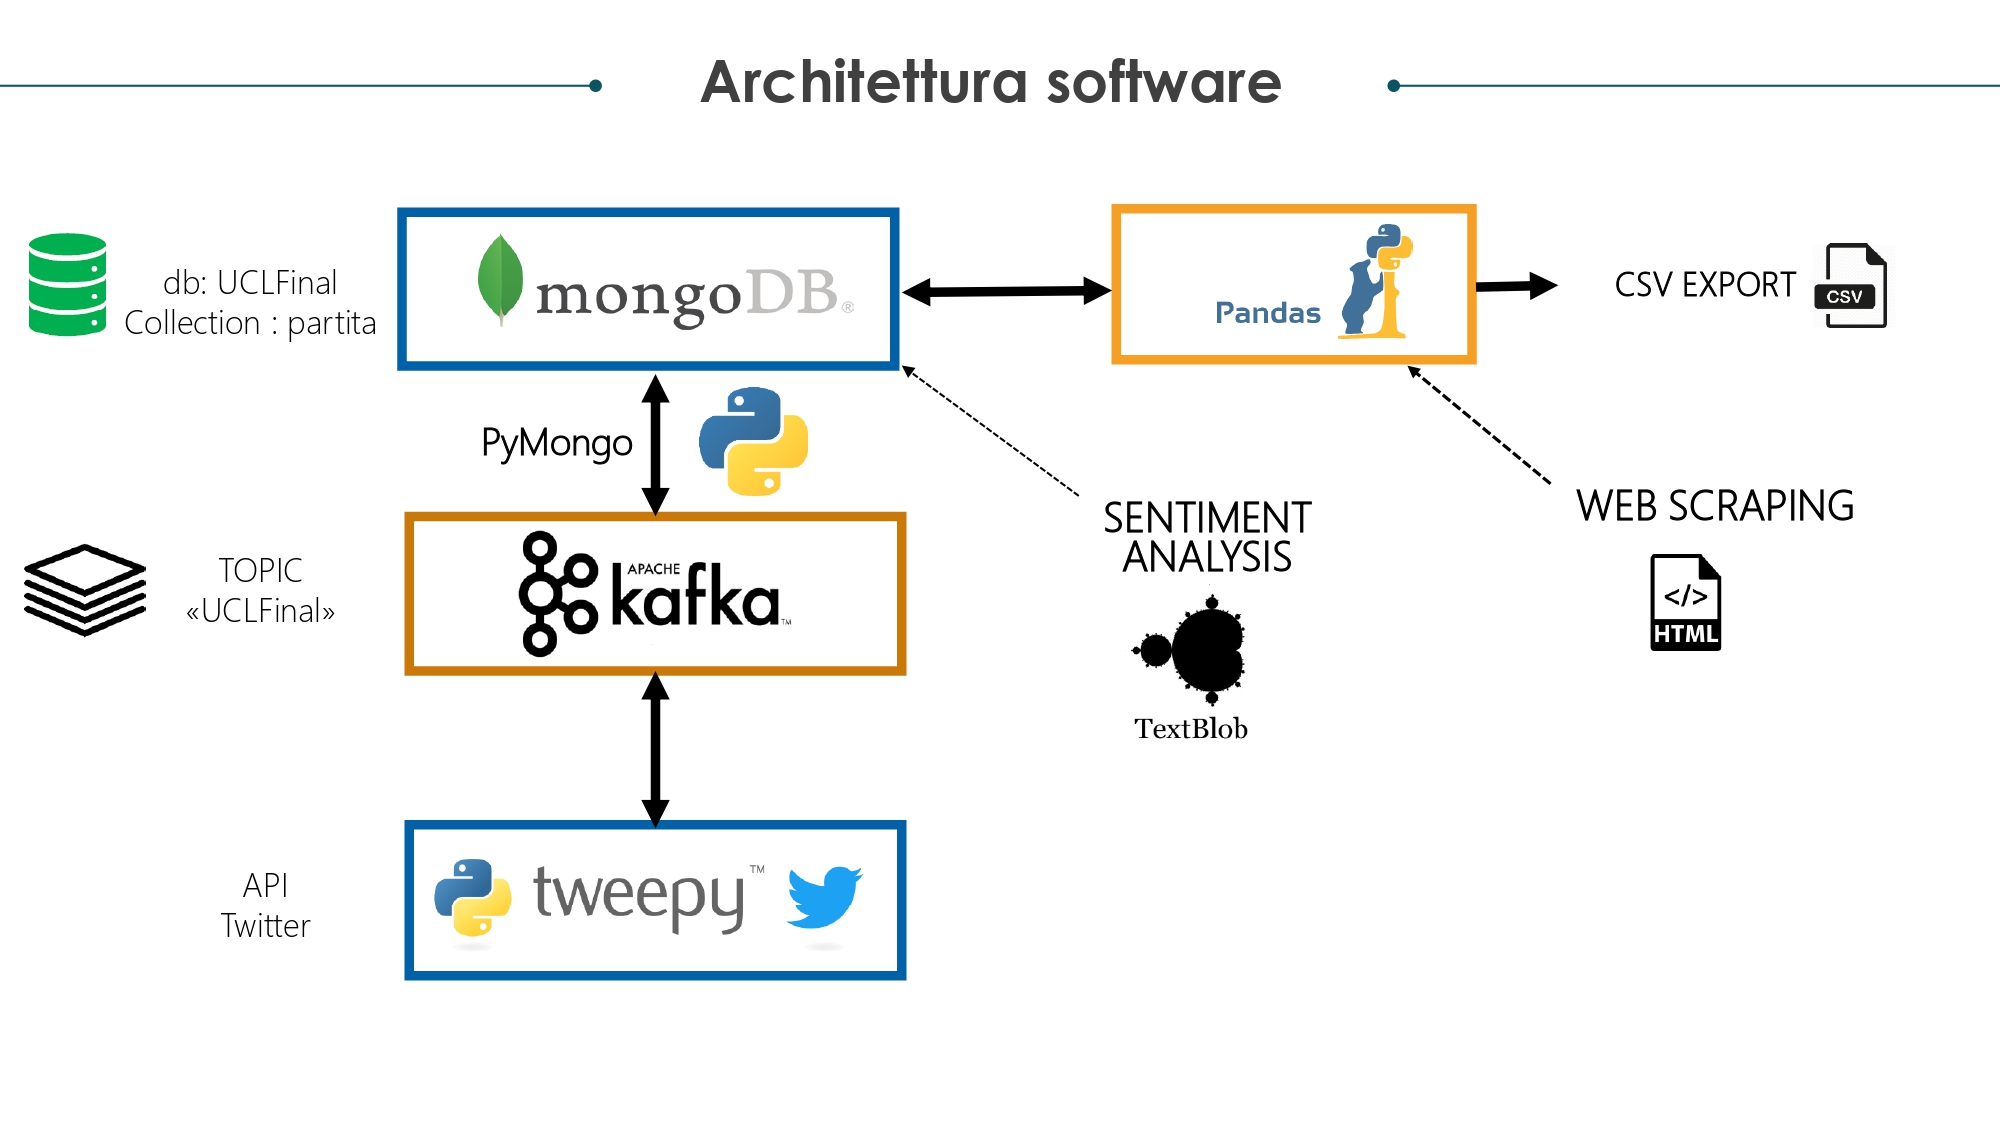 Architettura software
db: UCLFinal
Collection : partita
mongoDB®
Pandas
CSV EXPORT
CSV
PyMongo
SENTIMENT
ANALYSIS
TextBlob
WEB SCRAPING
</>
HTML
TOPIC
«UCLFinal»
APACHE
kafka™
API
Twitter
tweepy™